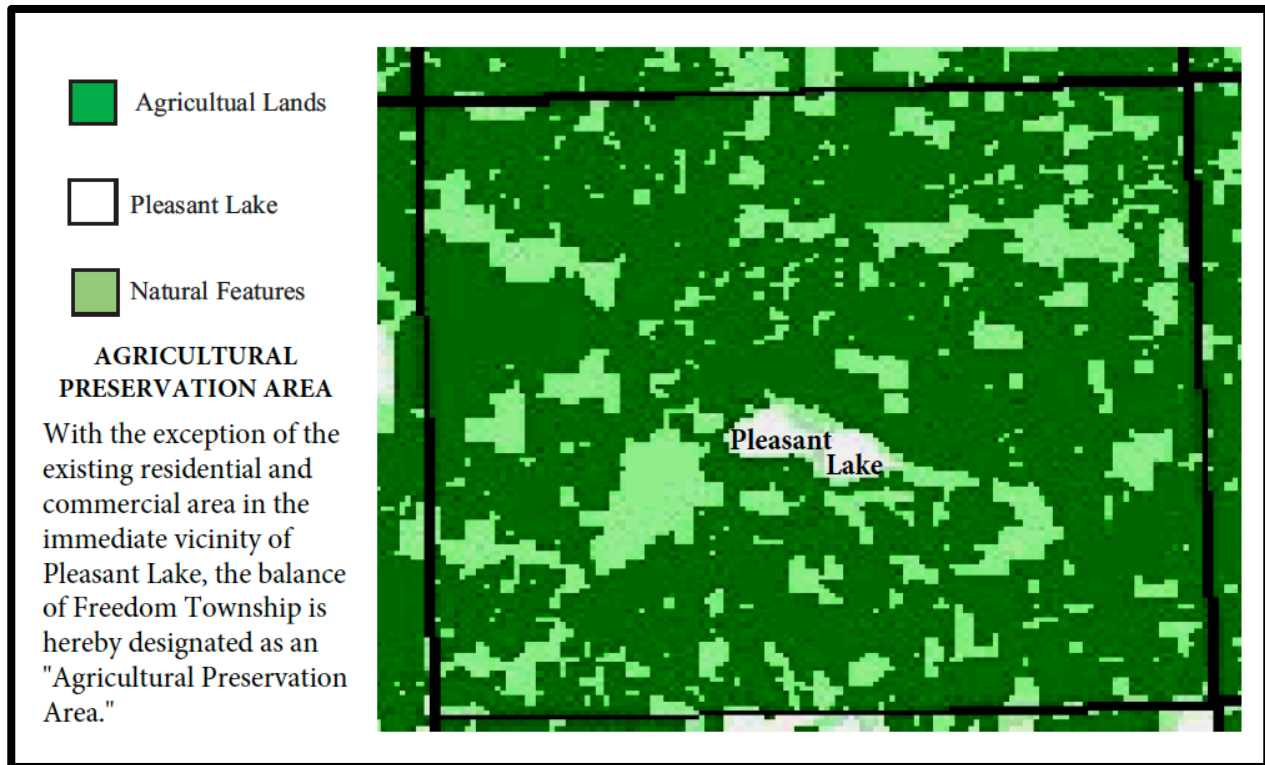 Agricultual Lands
Pleasant Lake
Natural Features
AGRICULTURAL
PRESERVATION AREA
With the exception of the
existing residential and
commercial area in the
immediate vicinity of
Pleasant Lake, the balance
of Freedom Township is
hereby designated as an
"Agricultural Preservation
Area."
Pleasant
Lake